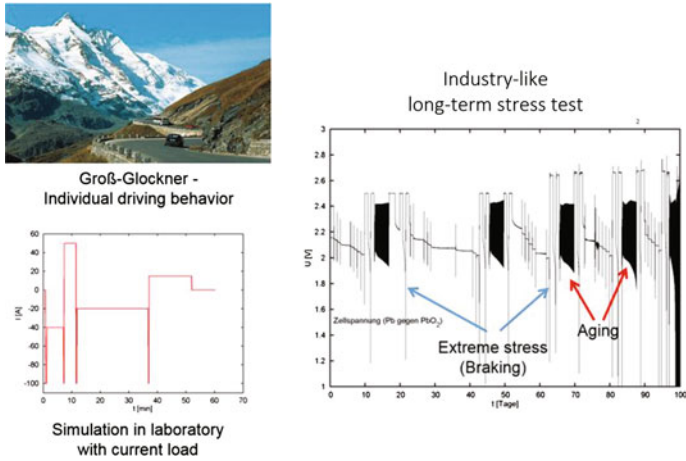 Groß-Glockner -
Individual driving behavior
60
40
20
0
-20
-40
-60
-80
-100
I [A]
0 10 20 30 40 50 60 70
t [min]
Simulation in laboratory
with current load
Industry-like
long-term stress test
2
3
2.8
2.6
2.4
2.2
2
1.8
1.6
1.4
1.2
1
U [V]
Zellspannung (Pb gegen PbO2)
Extreme stress
(Braking)
Aging
0 10 20 30 40 50 60 70 80 90 100
t [Tage]